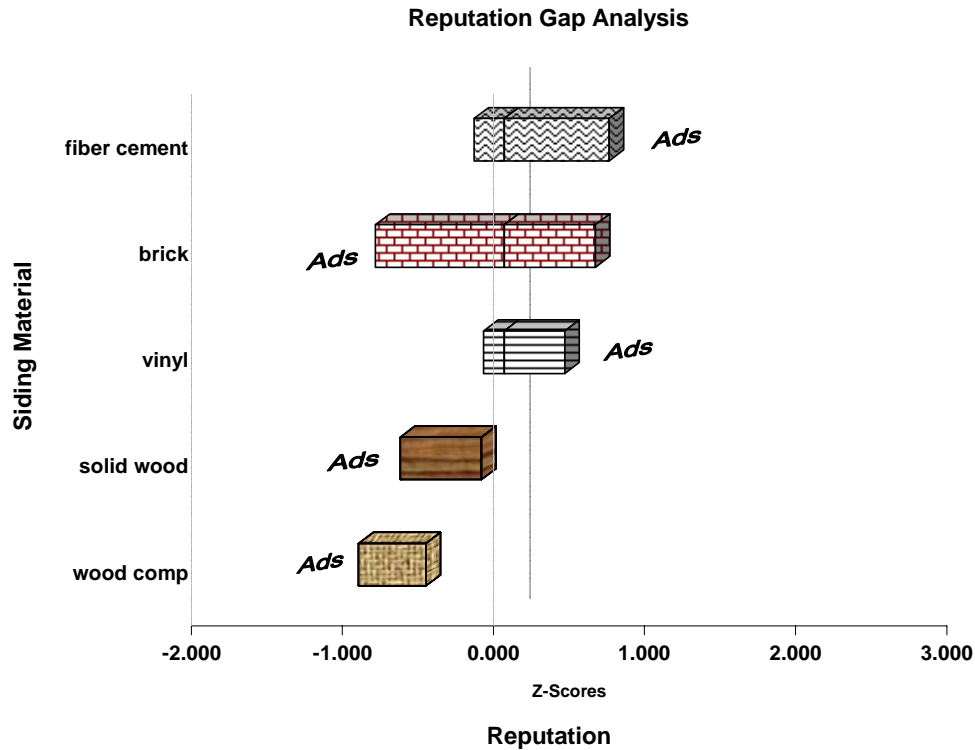 Reputation Gap Analysis
fiber cement
Ads
brick
Ads
vinyl
Ads
solid wood
Ads
wood comp
Ads
Siding Material
-2.000 -1.000 0.000 1.000 2.000 3.000
Z-Scores
Reputation